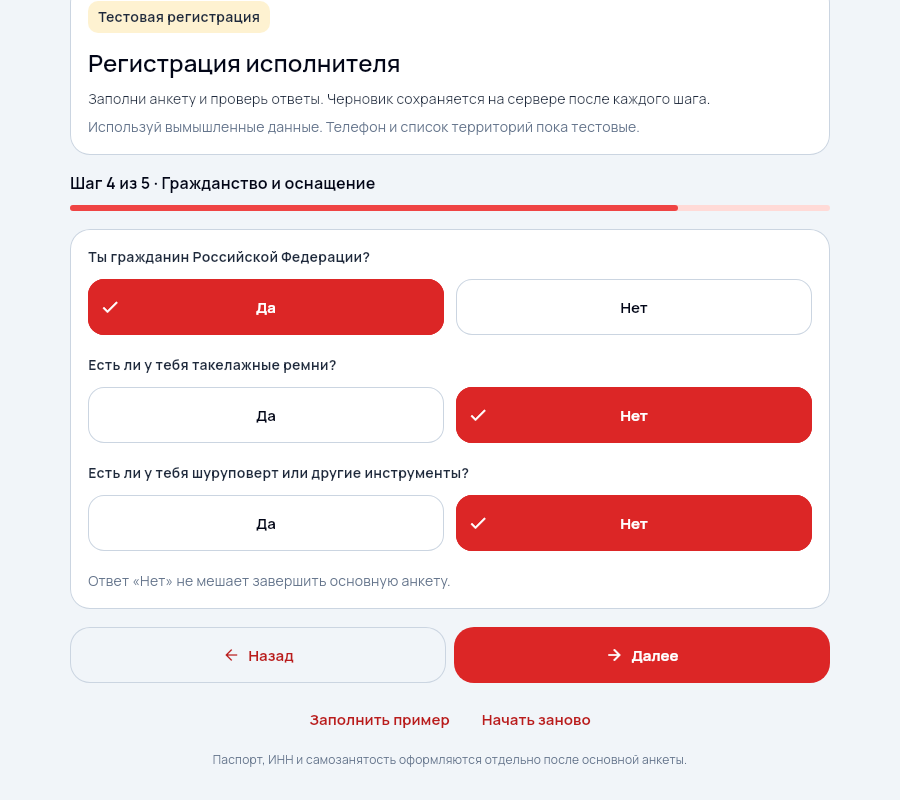 Тестовая регистрация
Регистрация исполнителя
Заполни анкету и проверь ответы. Черновик сохраняется на сервере после каждого шага.
Используй вымышленные данные. Телефон и список территорий пока тестовые.
Шаг 4 из 5 · Гражданство и оснащение
Ты гражданин Российской Федерации?
Да
Нет
Есть ли у тебя такелажные ремни?
Да
Нет
Есть ли у тебя шуруповерт или другие инструменты?
Да
Нет
Ответ «Нет» не мешает завершить основную анкету.
← Назад
→ Далее
Заполнить пример
Начать заново
Паспорт, ИНН и самозанятость оформляются отдельно после основной анкеты.